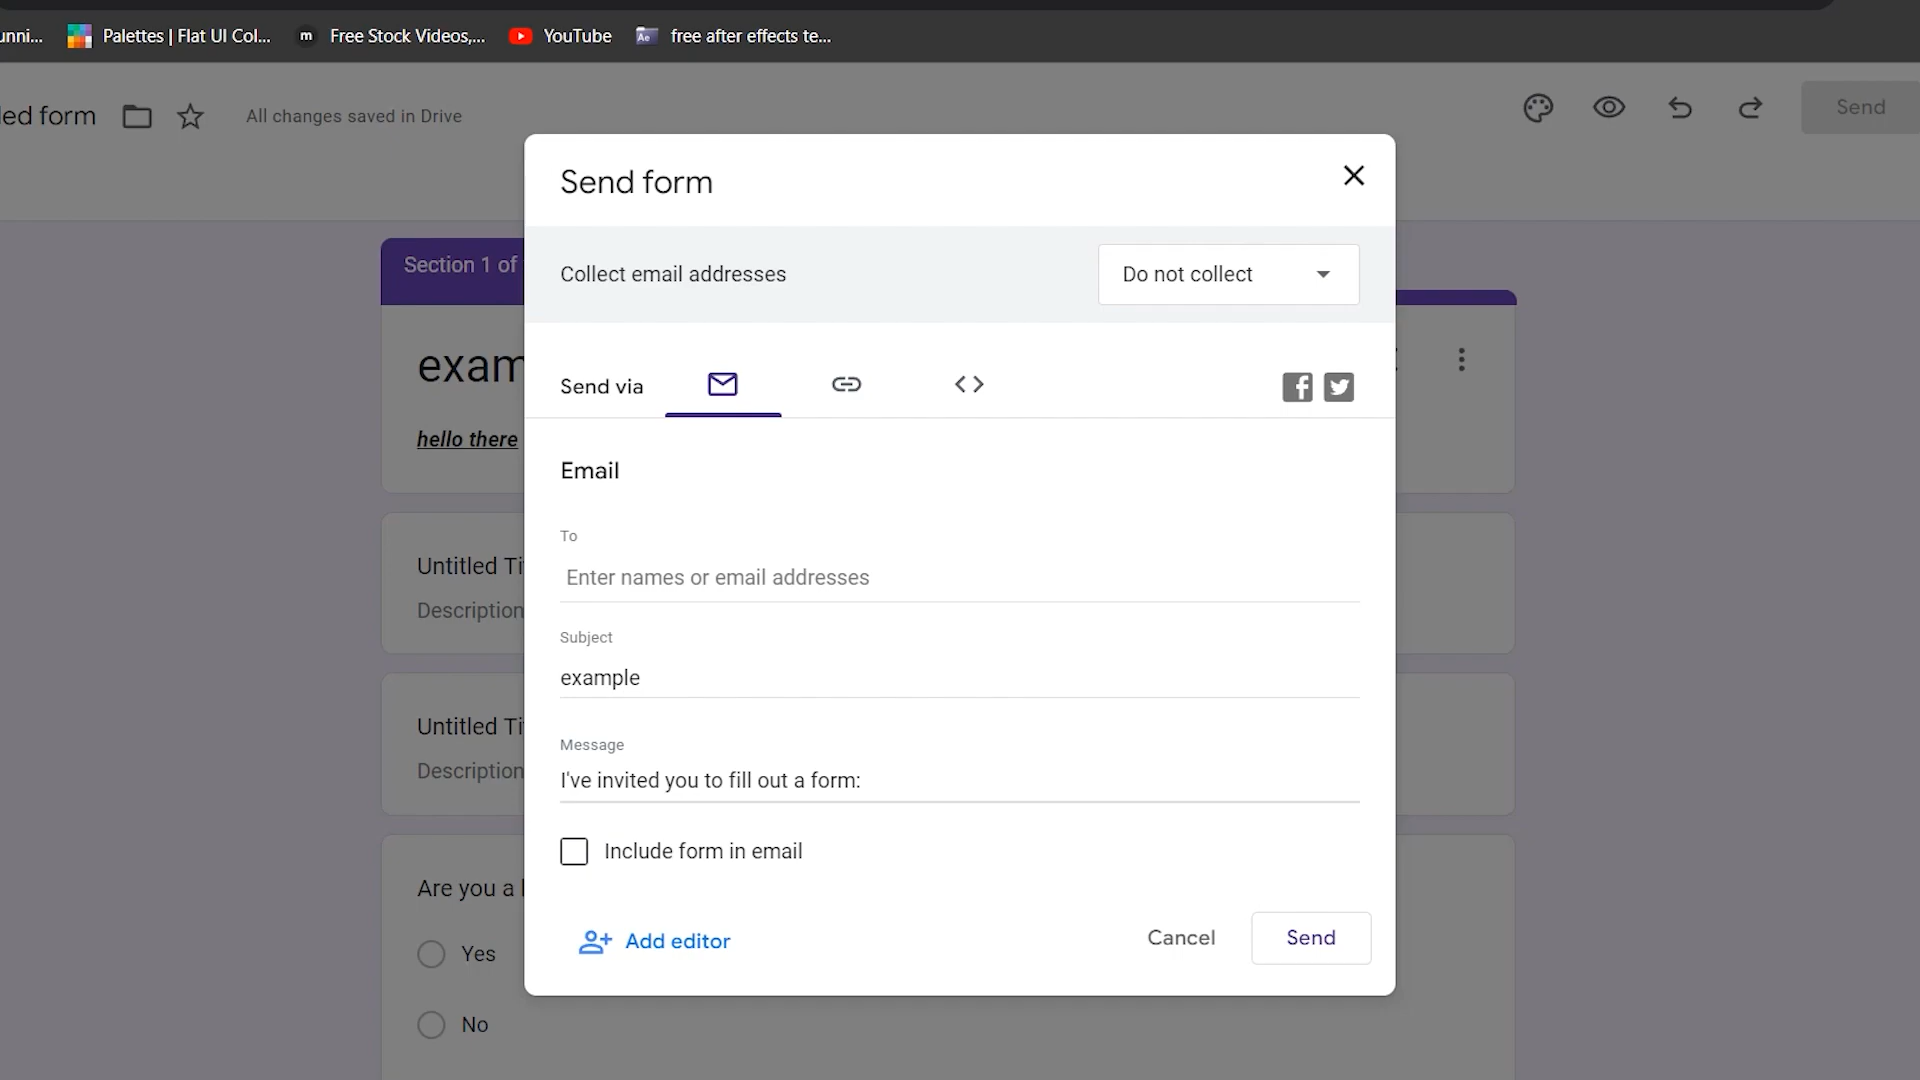 unni...
Palettes | Flat UI Col...
m
Free Stock Videos,...
YouTube
Ae
free after effects te...
led form
All changes saved in Drive
Send
Send form
Section 1 of
Collect email addresses
Do not collect
exam
Send via
hello there
Email
To
Untitled Ti
Enter names or email addresses
Description
Subject
example
Untitled Ti
Message
Description
I've invited you to fill out a form:
Include form in email
Are you a
Add editor
Cancel
Send
Yes
No